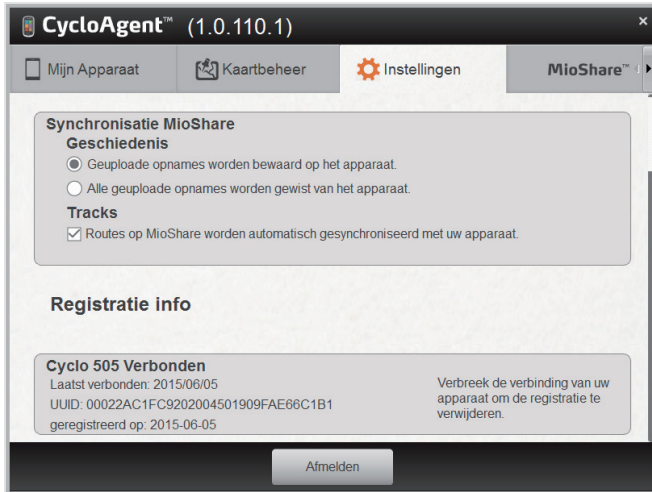 CycloAgent™ (1.0.110.1)
Mijn Apparaat
Kaartbeheer
Instellingen
MioShare™
Synchronisatie MioShare
Geschiedenis
Geuploade opnames worden bewaard op het apparaat.
Alle geuploade opnames worden gewist van het apparaat.
Tracks
Routes op MioShare worden automatisch gesynchroniseerd met uw apparaat.
Registratie info
Cyclo 505 Verbonden
Laatst verbonden: 2015/06/05
UUID: 00022AC1FC9202004501909FAE66C1B1
geregistreerd op: 2015-06-05
Verbreek de verbinding van uw
apparaat om de registratie te
verwijderen.
Afmelden